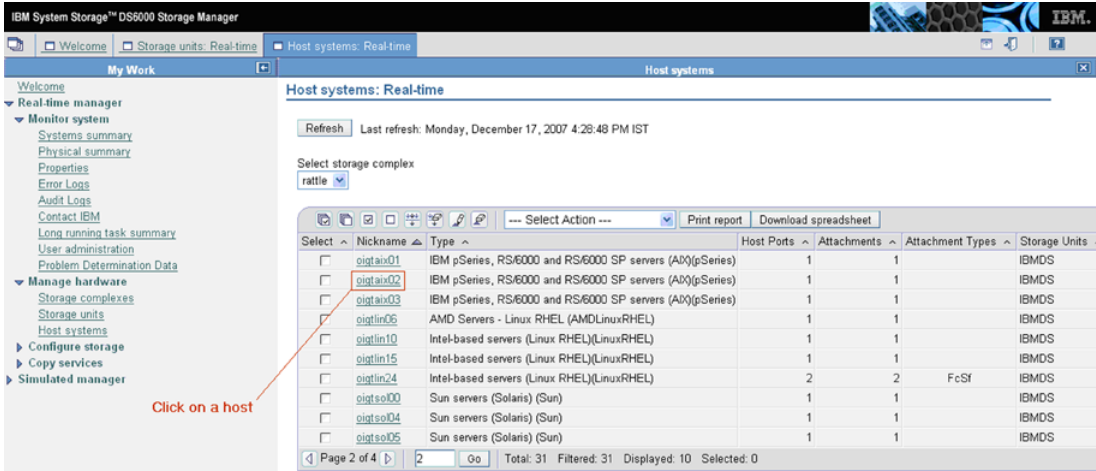 IBM System Storage™ DS6000 Storage Manager
IBM.
Welcome
Storage units: Real-time
Host systems: Real-time
?
My Work
Host systems
Welcome
Real-time manager
Monitor system
Systems summary
Physical summary
Properties
Error Logs
Audit Logs
Contact IBM
Long running task summary
User administration
Problem Determination Data
Manage hardware
Storage complexes
Storage units
Host systems
Configure storage
Copy services
Simulated manager
Click on a host
Host systems: Real-time
Refresh Last refresh: Monday, December 17, 2007 4:28:48 PM IST
Select storage complex
rattle
--- Select Action --- Print report Download spreadsheet
Select Nickname Type Host Ports Attachments Attachment Types Storage Units
oigtaix01 IBM pSeries, RS/6000 and RS/6000 SP servers (AIX)(pSeries) 1 1 IBMDS
oigtaix02 IBM pSeries, RS/6000 and RS/6000 SP servers (AIX)(pSeries) 1 1 IBMDS
oigtaix03 IBM pSeries, RS/6000 and RS/6000 SP servers (AIX)(pSeries) 1 1 IBMDS
oigtlin06 AMD Servers - Linux RHEL (AMDLinuxRHEL) 1 1 IBMDS
oigtlin10 Intel-based servers (Linux RHEL)(LinuxRHEL) 1 1 IBMDS
oigtlin15 Intel-based servers (Linux RHEL)(LinuxRHEL) 1 1 IBMDS
oigtlin24 Intel-based servers (Linux RHEL)(LinuxRHEL) 2 2 FcSf IBMDS
oigtsol00 Sun servers (Solaris) (Sun) 1 1 IBMDS
oigtsol04 Sun servers (Solaris) (Sun) 1 1 IBMDS
oigtsol05 Sun servers (Solaris) (Sun) 1 1 IBMDS
Page 2 of 4 2 Go Total: 31 Filtered: 31 Displayed: 10 Selected: 0